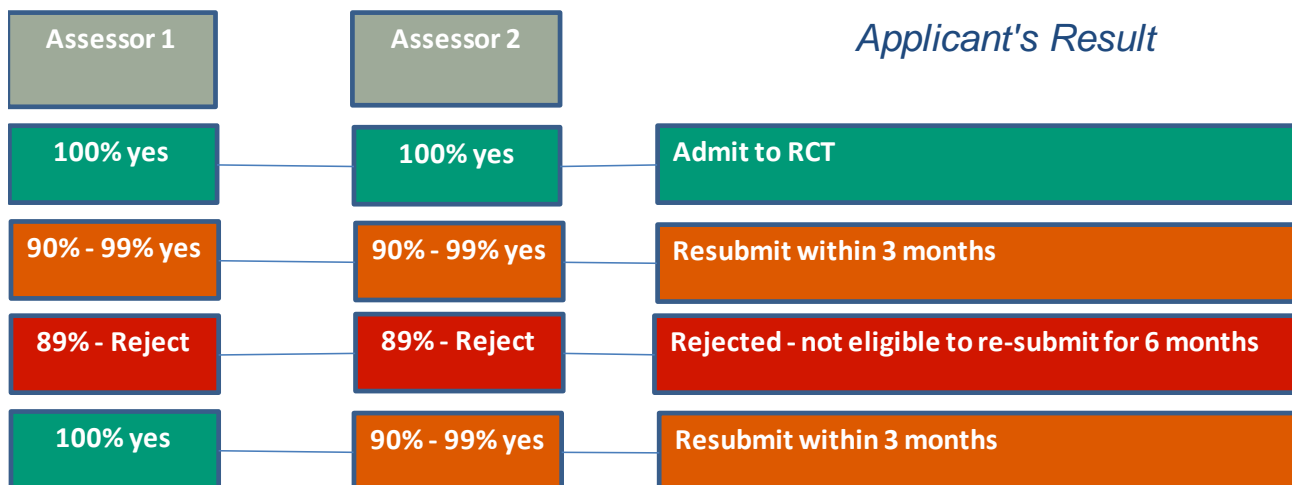 Assessor 1
Assessor 2
Applicant's Result
100% yes
100% yes
Admit to RCT
90% - 99% yes
90% - 99% yes
Resubmit within 3 months
89% - Reject
89% - Reject
Rejected - not eligible to re-submit for 6 months
100% yes
90% - 99% yes
Resubmit within 3 months